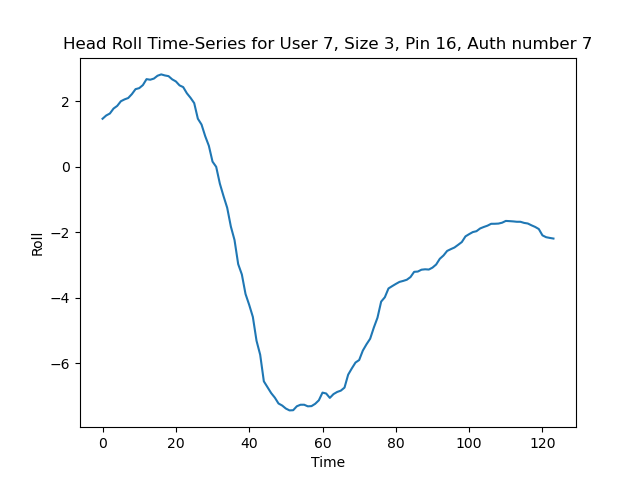 Head Roll Time-Series for User 7, Size 3, Pin 16, Auth number 7
2
0
−2
−4
−6
Roll
0 20 40 60 80 100 120
Time